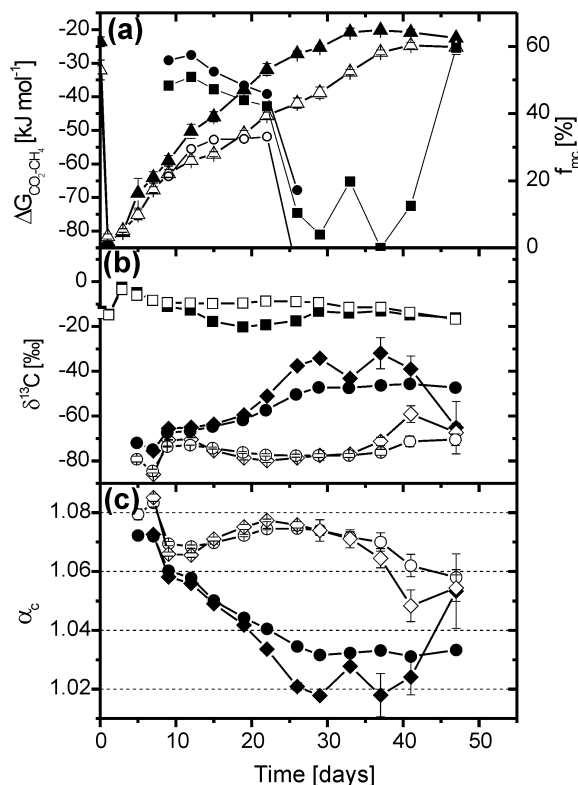 (a)
-20
-30
-40
-50
-60
-70
-80
ΔG_CO₂-CH₄ [kJ mol⁻¹]
60
40
20
0
f_mc [%]
(b)
0
-20
-40
-60
-80
δ¹³C [‰]
(c)
1.08
1.06
1.04
1.02
α_c
0 10 20 30 40 50
Time [days]